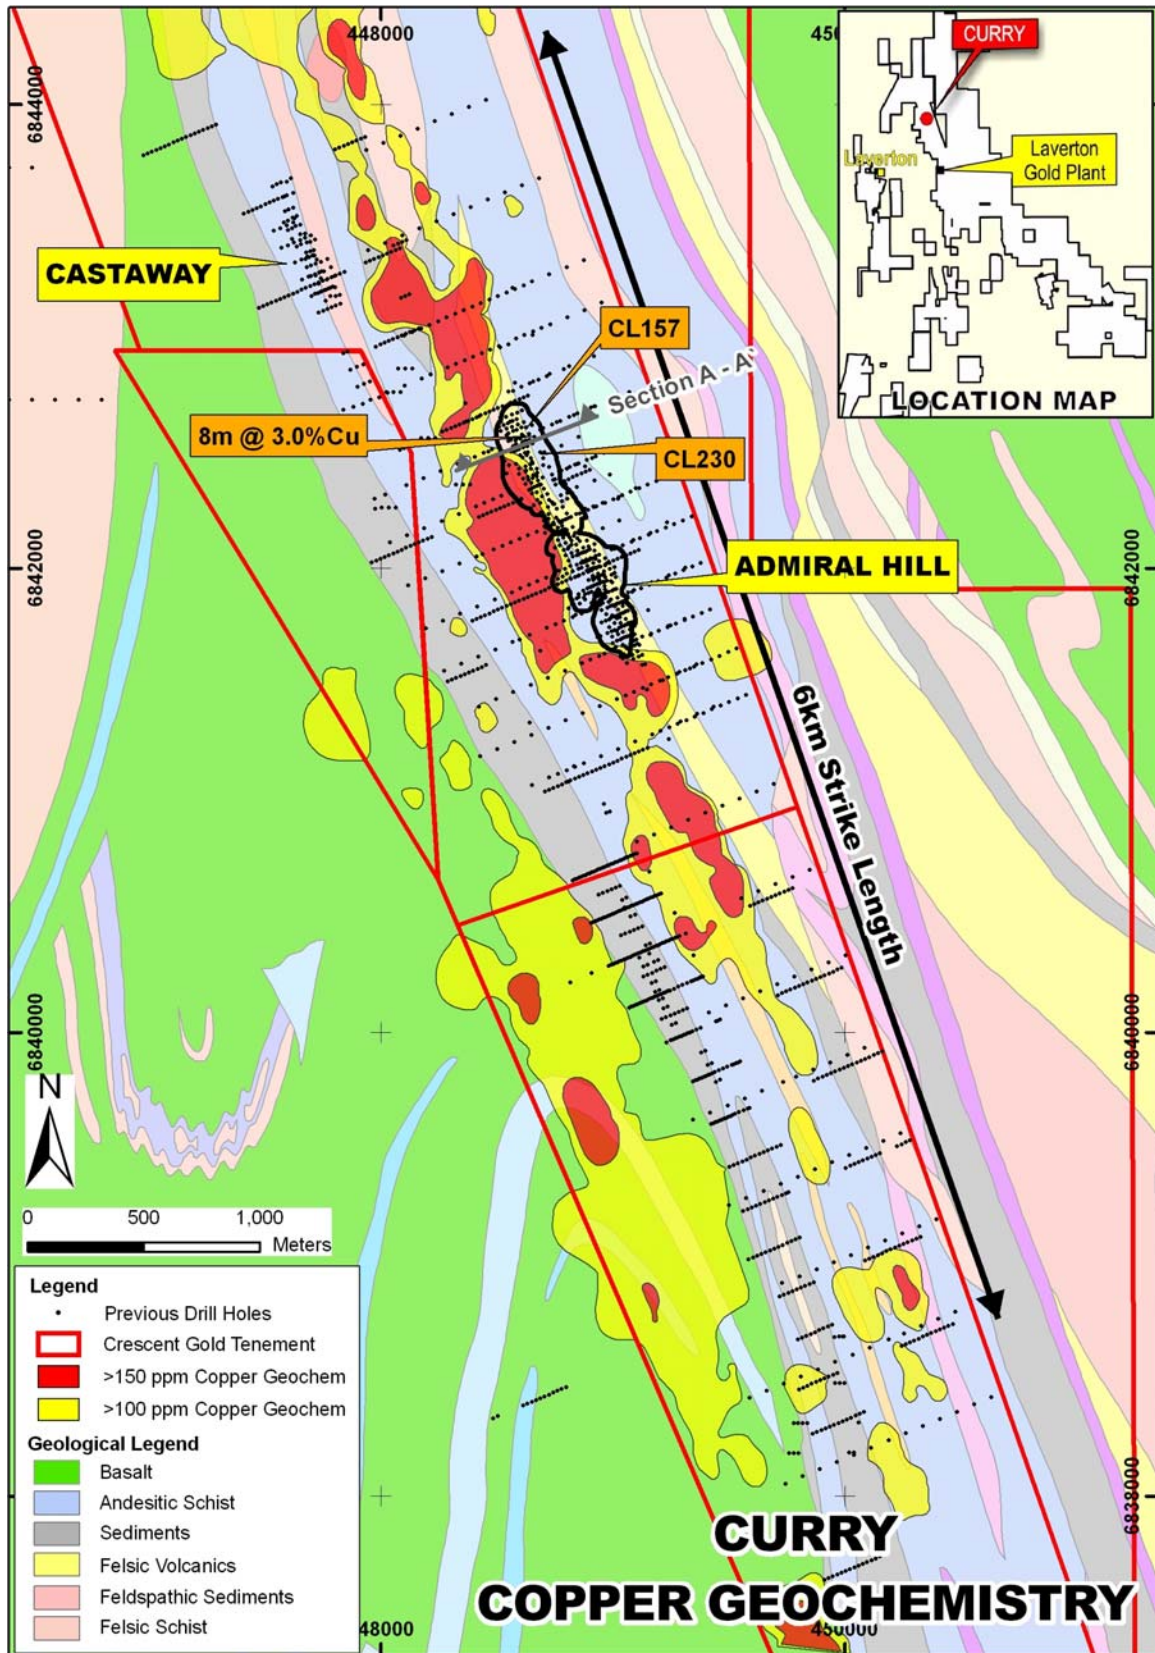 448000
45
CURRY
6844000
Laverton
Laverton
Gold Plant
CASTAWAY
CL157
Section A - A`
8m @ 3.0%Cu
CL230
LOCATION MAP
6842000
ADMIRAL HILL
6842000
6km Strike Length
6840000
6840000
N
0 500 1,000
Meters
Legend
Previous Drill Holes
Crescent Gold Tenement
>150 ppm Copper Geochem
>100 ppm Copper Geochem
Geological Legend
Basalt
Andesitic Schist
Sediments
Felsic Volcanics
Feldspathic Sediments
Felsic Schist
6838000
CURRY
COPPER GEOCHEMISTRY
48000
450000